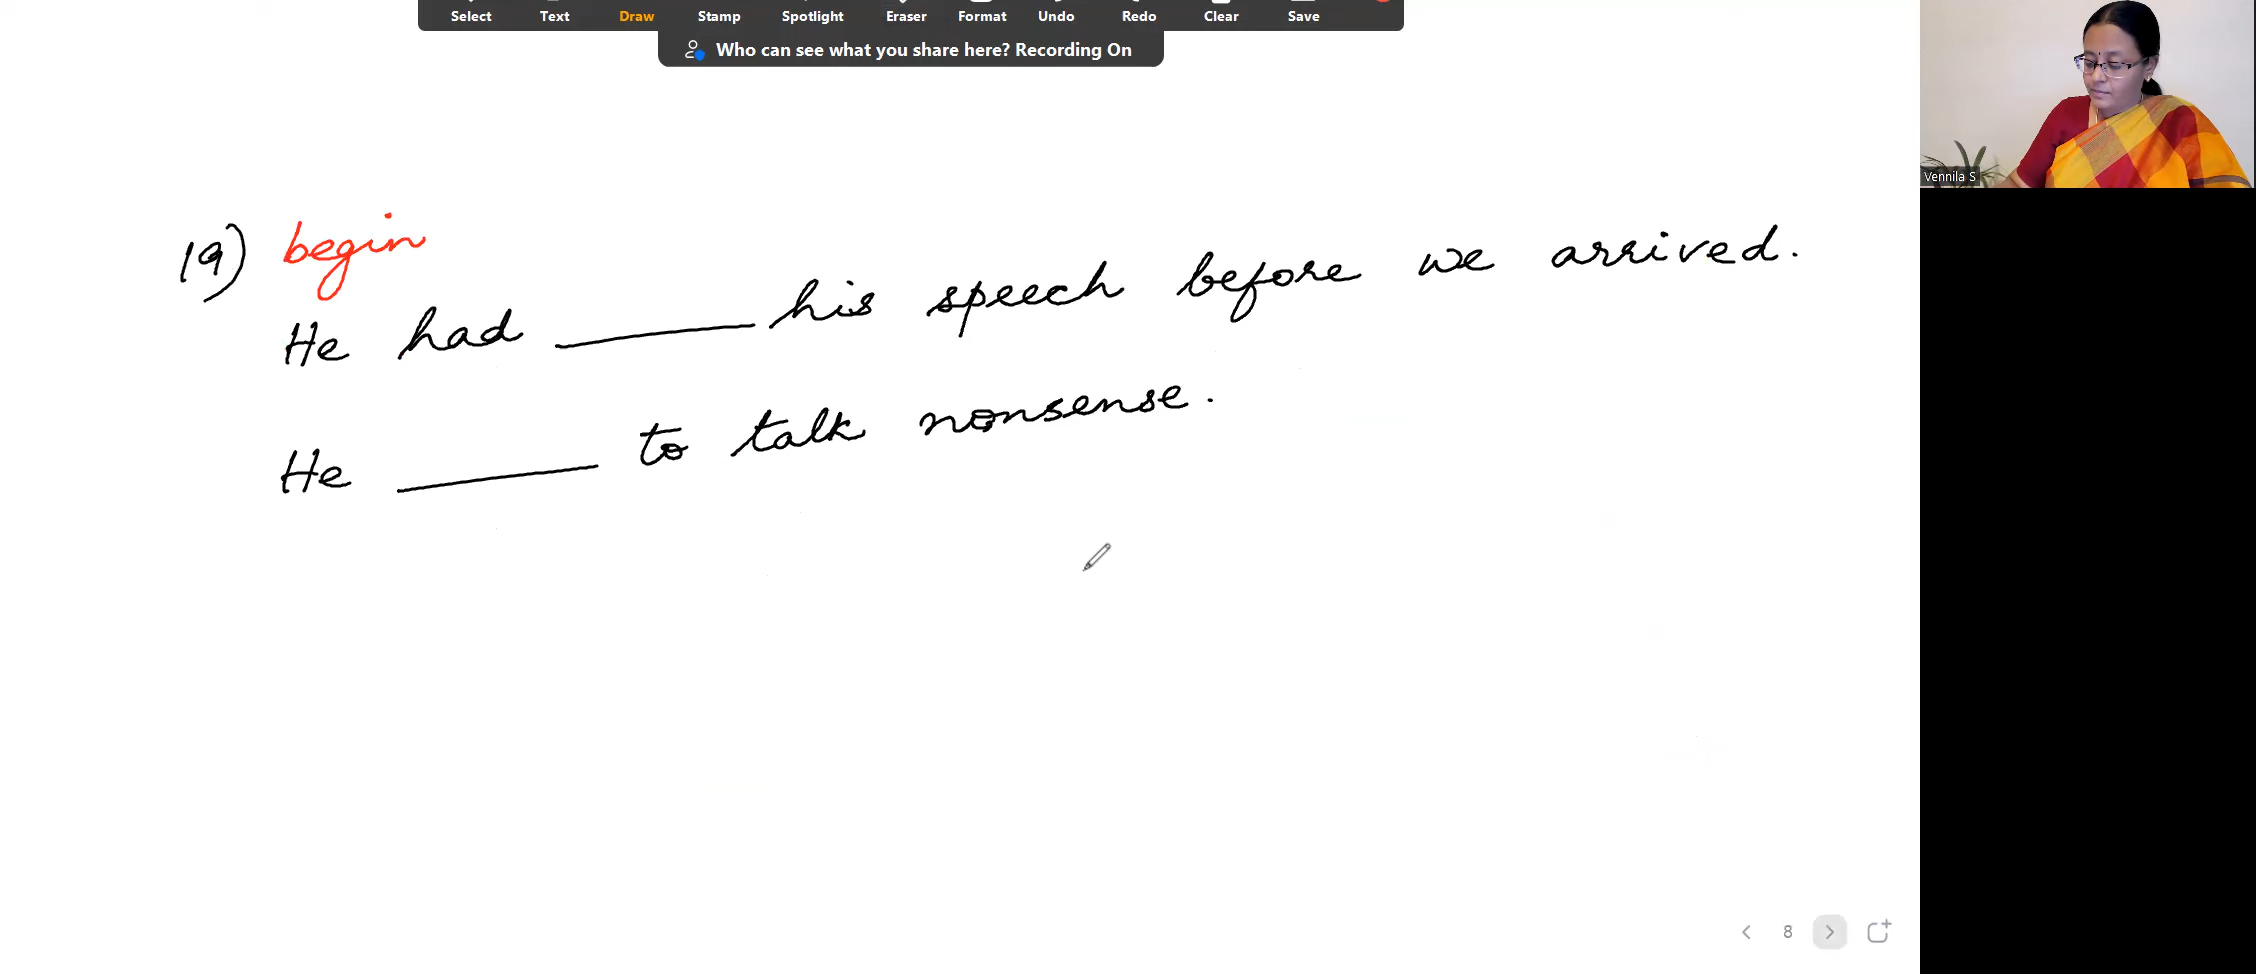 Select Text Draw Stamp Spotlight Eraser Format Undo Redo Clear Save
Who can see what you share here? Recording On
Vennila S
19) begin
He had ______ his speech before we arrived.
He ______ to talk nonsense.
8